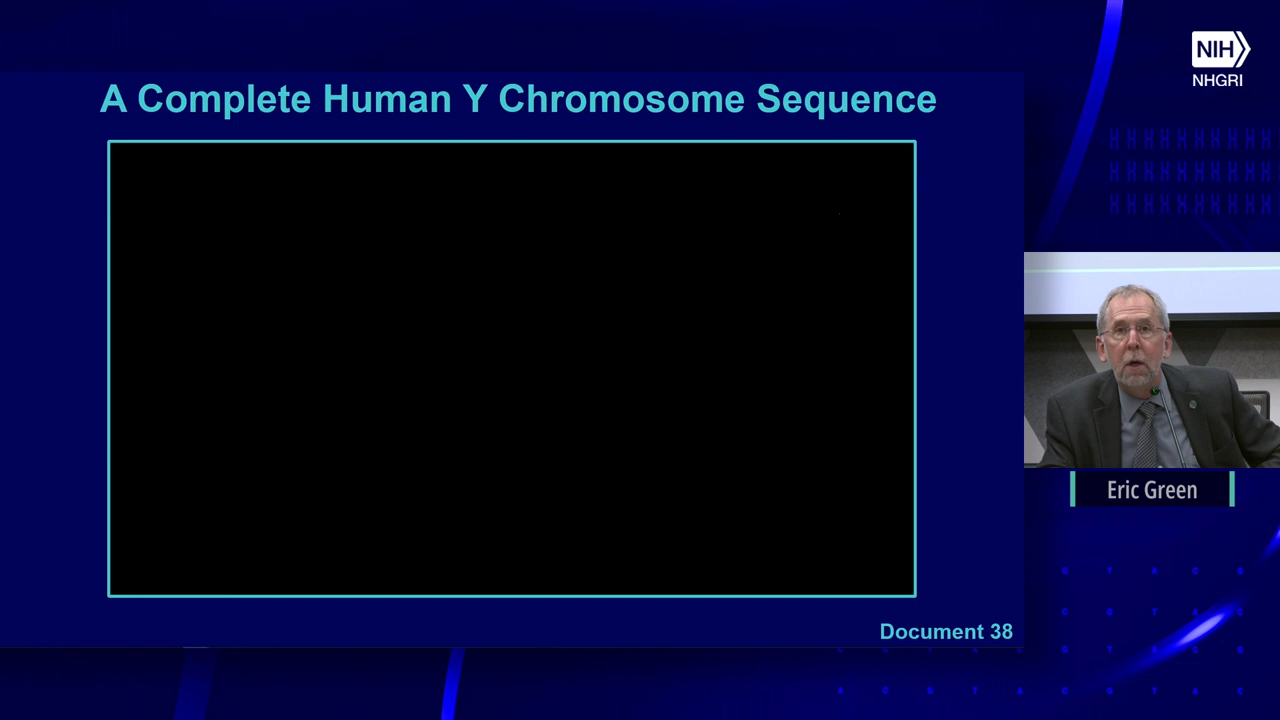 NIH
NHGRI
A Complete Human Y Chromosome Sequence
Eric Green
Document 38